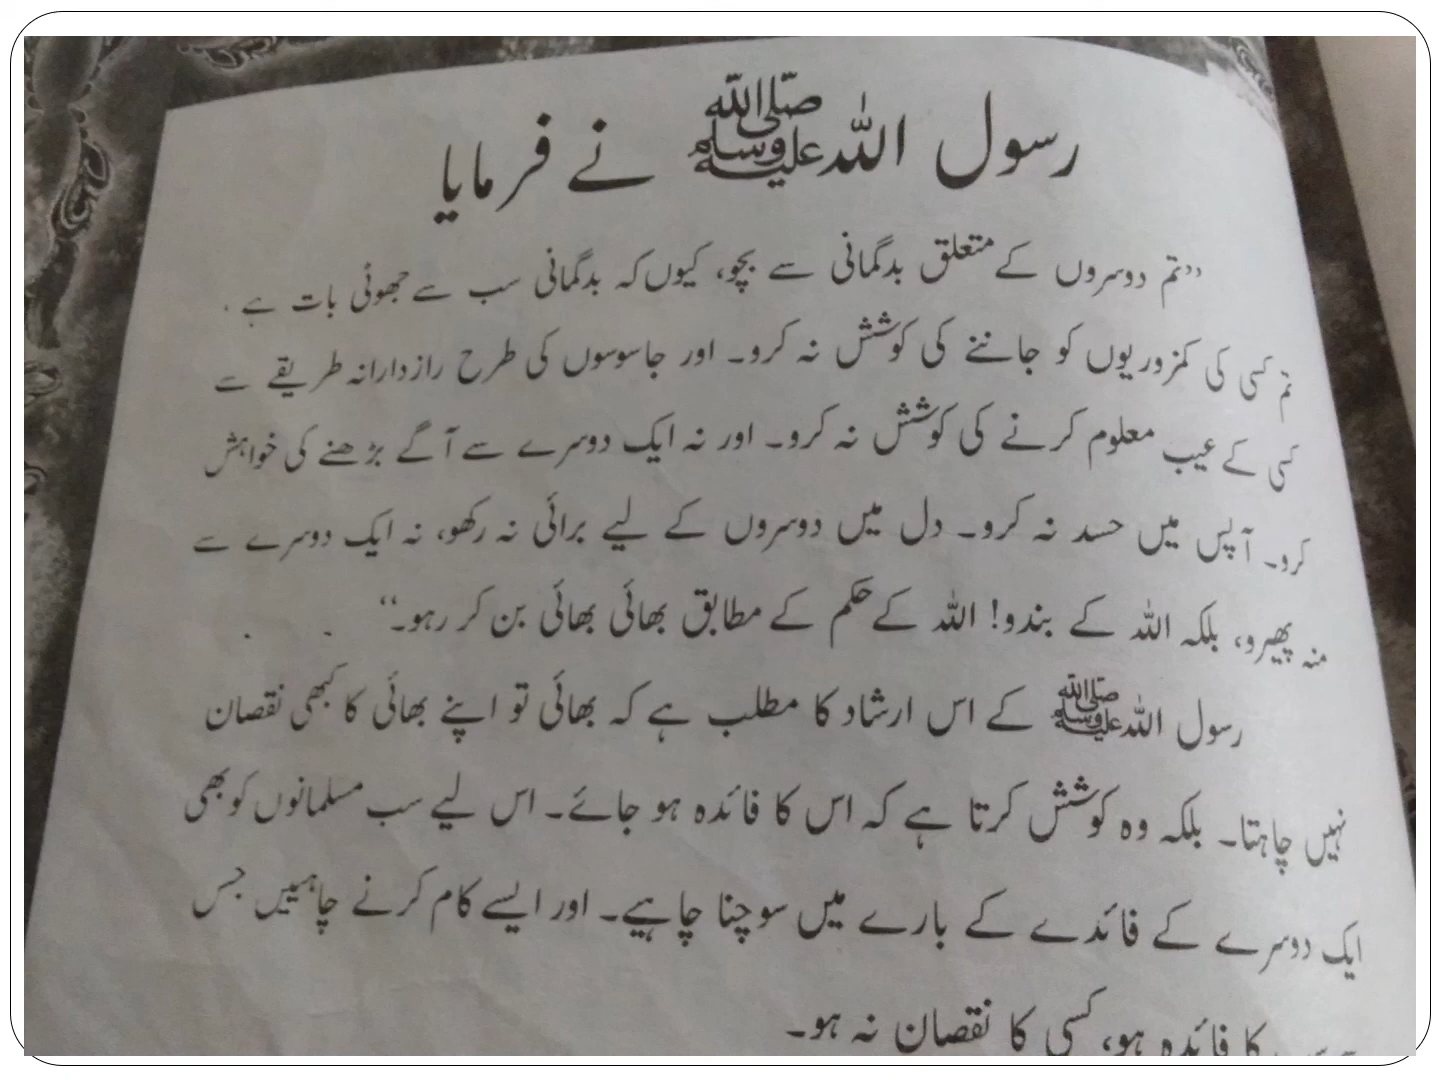 رسول اللہ ﷺ نے فرمایا
”تم دوسروں کے متعلق بدگمانی سے بچو، کیوں کہ بدگمانی سب سے جھوٹی بات ہے۔
تم کسی کی کمزوریوں کو جاننے کی کوشش نہ کرو۔ اور جاسوسوں کی طرح رازدارانہ طریقے سے
کسی کے عیب معلوم کرنے کی کوشش نہ کرو۔ اور نہ ایک دوسرے سے آگے بڑھنے کی خواہش
کرو۔ آپس میں حسد نہ کرو۔ دل میں دوسروں کے لیے برائی نہ رکھو، نہ ایک دوسرے سے
منہ پھیرو، بلکہ اللہ کے بندو! اللہ کے حکم کے مطابق بھائی بھائی بن کر رہو۔“
رسول اللہ ﷺ کے اس ارشاد کا مطلب ہے کہ بھائی تو اپنے بھائی کا کبھی نقصان
نہیں چاہتا۔ بلکہ وہ کوشش کرتا ہے کہ اس کا فائدہ ہو جائے۔ اس لیے سب مسلمانوں کو بھی
ایک دوسرے کے فائدے کے بارے میں سوچنا چاہیے۔ اور ایسے کام کرنے چاہییں جس
کا فائدہ ہو، کسی کا نقصان نہ ہو۔